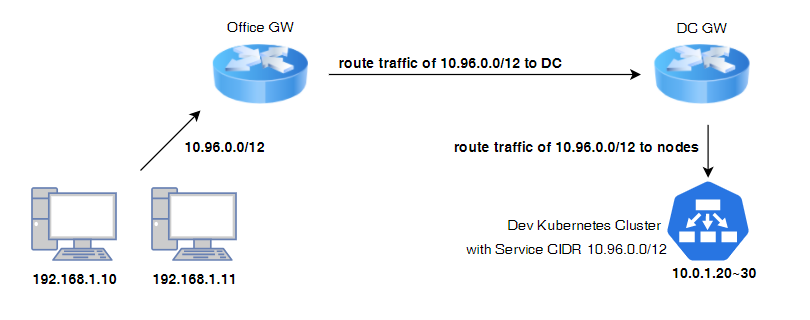 Office GW
DC GW
route traffic of 10.96.0.0/12 to DC
10.96.0.0/12
route traffic of 10.96.0.0/12 to nodes
Dev Kubernetes Cluster
with Service CIDR 10.96.0.0/12
192.168.1.10
192.168.1.11
10.0.1.20~30